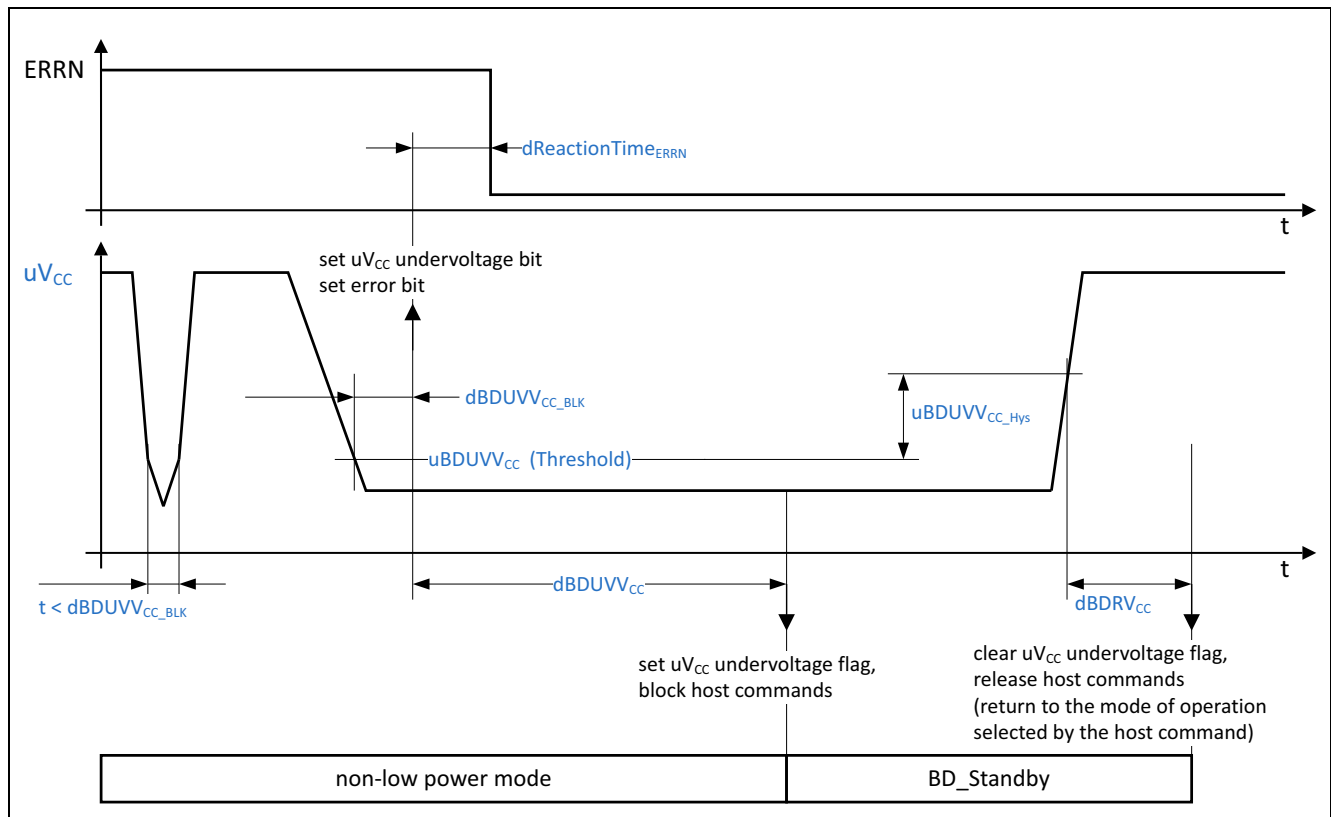 ERRN
dReactionTimeERRN
t
uVCC
set uVCC undervoltage bit
set error bit
dBDUVVCC_BLK
uBDUVVCC_Hys
uBDUVVCC (Threshold)
t
t < dBDUVVCC_BLK
dBDUVVCC
dBDRVCC
set uVCC undervoltage flag,
block host commands
clear uVCC undervoltage flag,
release host commands
(return to the mode of operation
selected by the host command)
non-low power mode
BD_Standby